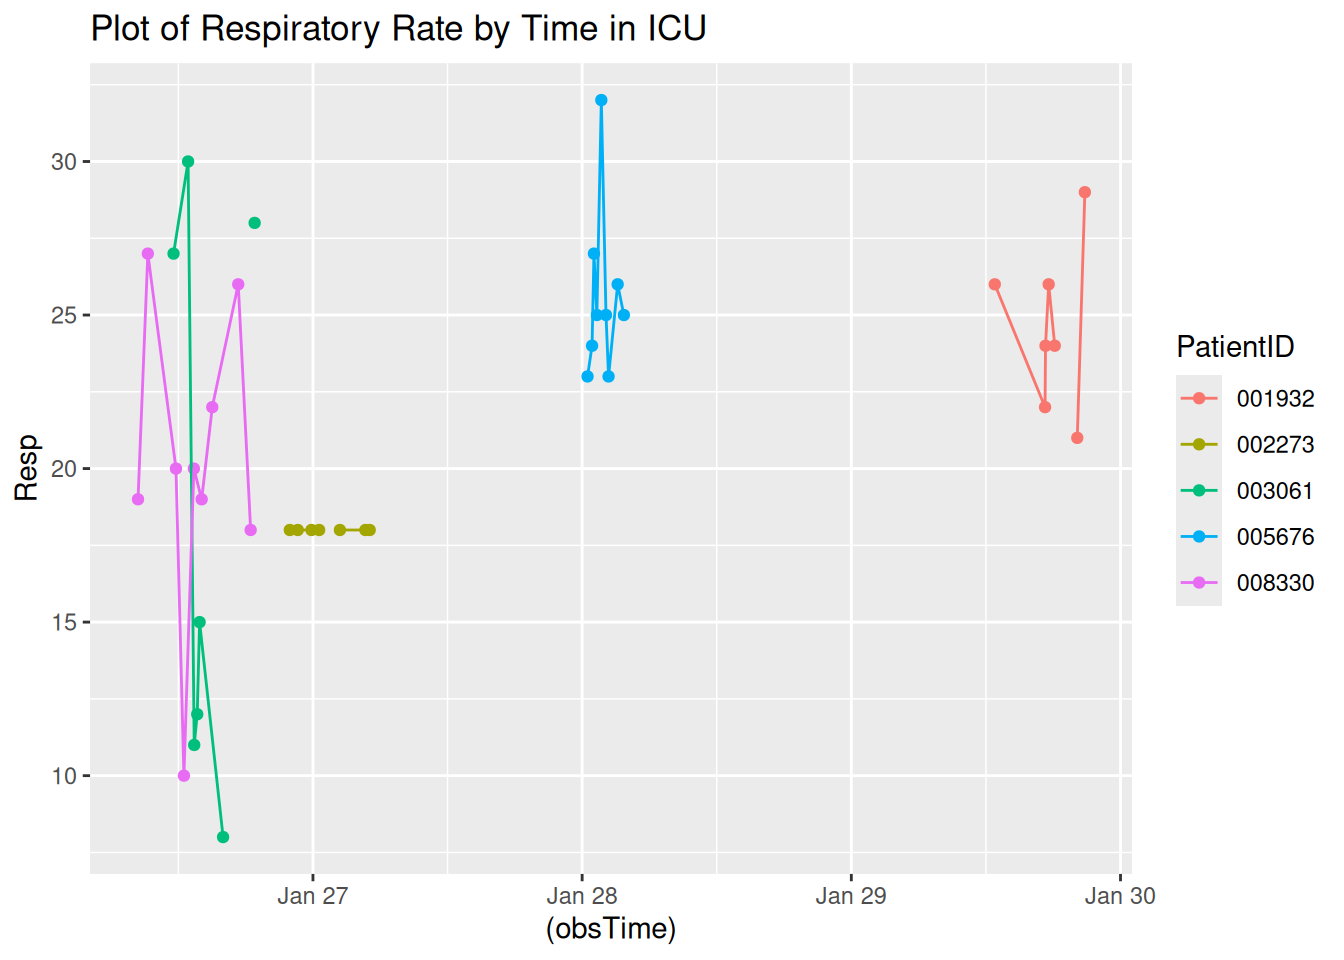 Plot of Respiratory Rate by Time in ICU
30
25
20
15
10
Resp
Jan 27
Jan 28
Jan 29
Jan 30
(obsTime)
PatientID
001932
002273
003061
005676
008330